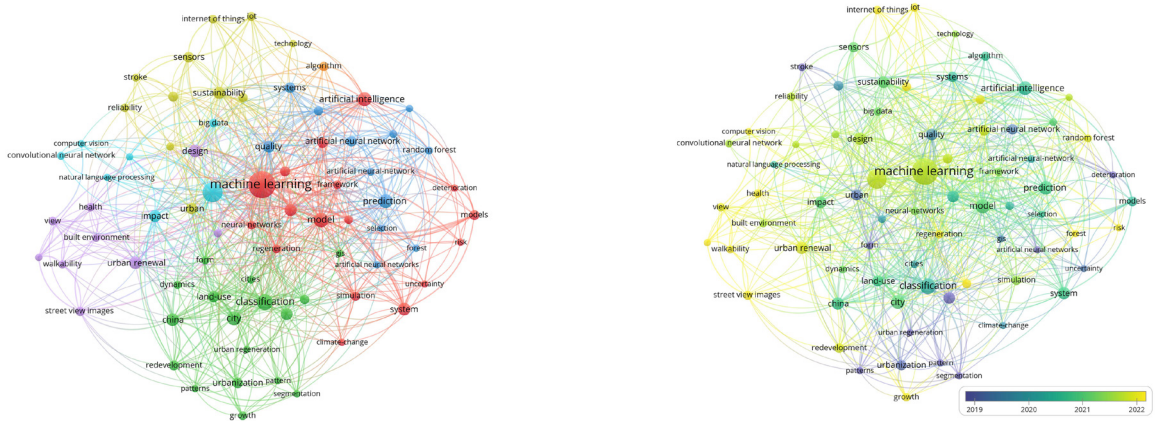 internet of things
iot
technology
sensors
algorithm
stroke
systems
sustainability
artificial intelligence
reliability
big data
computer vision
quality
artificial neural network
convolutional neural network
design
random forest
natural language processing
artificial neural-network
machine learning
framework
deterioration
health
urban
prediction
view
impact
model
models
neural-networks
selection
built environment
risk
regeneration
forest
walkability
urban renewal
form
gis
artificial neural networks
dynamics
cities
uncertainty
street view images
land-use
classification
simulation
china
city
system
climate-change
urban regeneration
redevelopment
urbanization
pattern
patterns
segmentation
growth
internet of things
iot
technology
sensors
algorithm
stroke
systems
sustainability
artificial intelligence
reliability
big data
computer vision
quality
artificial neural network
convolutional neural network
design
random forest
natural language processing
artificial neural-network
machine learning
framework
deterioration
health
urban
prediction
view
impact
model
models
neural-networks
selection
built environment
risk
regeneration
forest
walkability
urban renewal
form
gis
artificial neural networks
dynamics
cities
uncertainty
street view images
land-use
classification
simulation
china
city
system
climate-change
urban regeneration
redevelopment
urbanization
pattern
patterns
segmentation
growth
2019 2020 2021 2022